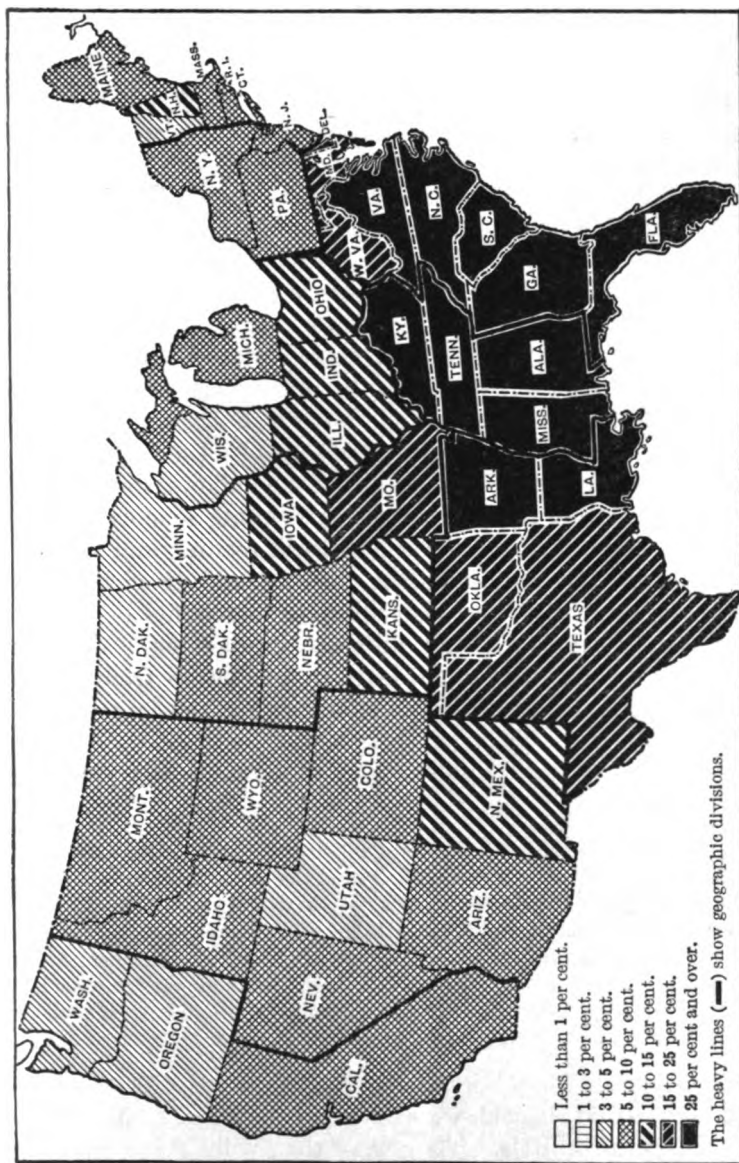 WASH.
OREGON
CAL.
NEV.
IDAHO
MONT.
WYO.
UTAH
ARIZ.
COLO.
N. MEX.
N. DAK.
S. DAK.
NEBR.
KANS.
OKLA.
TEXAS
MINN.
IOWA
MO.
ARK.
LA.
WIS.
ILL.
MICH.
IND.
OHIO
KY.
TENN.
MISS.
ALA.
GA.
FLA.
S. C.
N. C.
VA.
W. VA.
PA.
N. Y.
N. J.
DEL.
CT.
R. I.
MASS.
VT.
N.H.
MAINE
Less than 1 per cent.
1 to 3 per cent.
3 to 5 per cent.
5 to 10 per cent.
10 to 15 per cent.
15 to 25 per cent.
25 per cent and over.
The heavy lines (━) show geographic divisions.